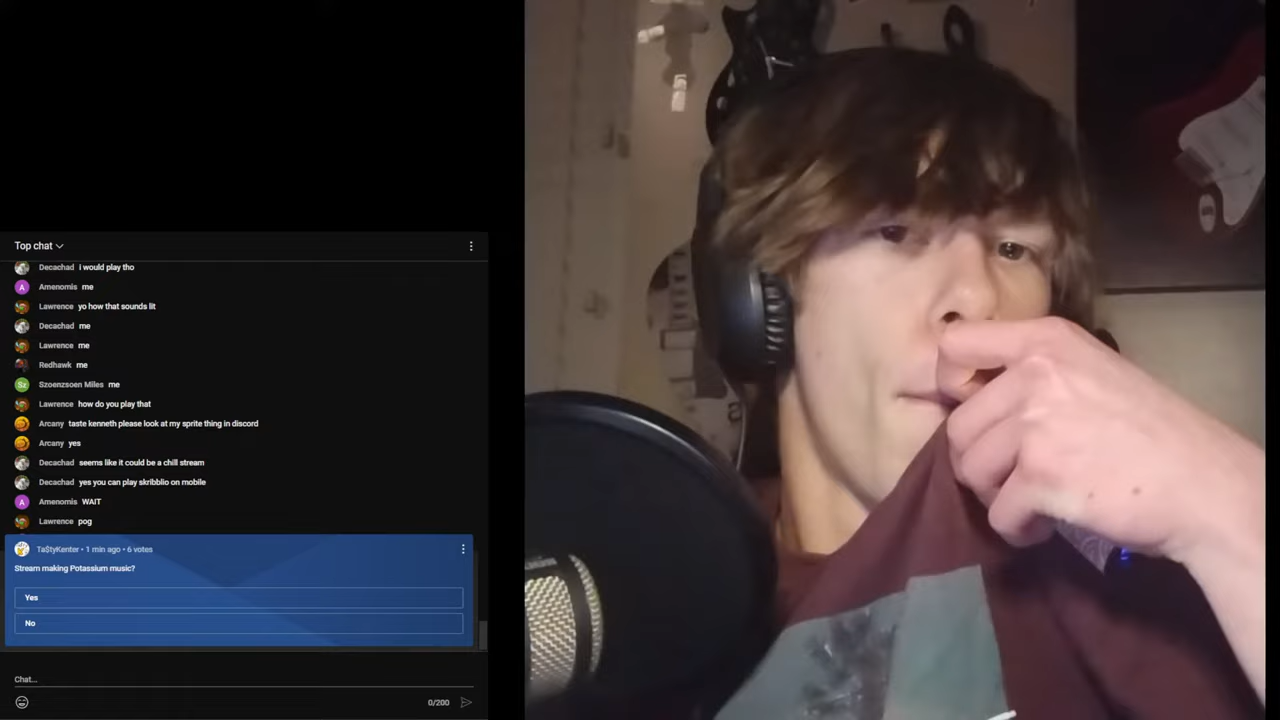 Top chat
Decachad i would play tho
Amenomis me
Lawrence yo how that sounds lit
Decachad me
Lawrence me
Redhawk me
Sz Szoenzsoen Miles me
Lawrence how do you play that
Arcany taste kenneth please look at my sprite thing in discord
Arcany yes
Decachad seems like it could be a chill stream
Decachad yes you can play skribblio on mobile
A Amenomis WAIT
Lawrence pog
Ta$tyKenter • 1 min ago • 6 votes
Stream making Potassium music?
Yes
No
Chat...
0/200